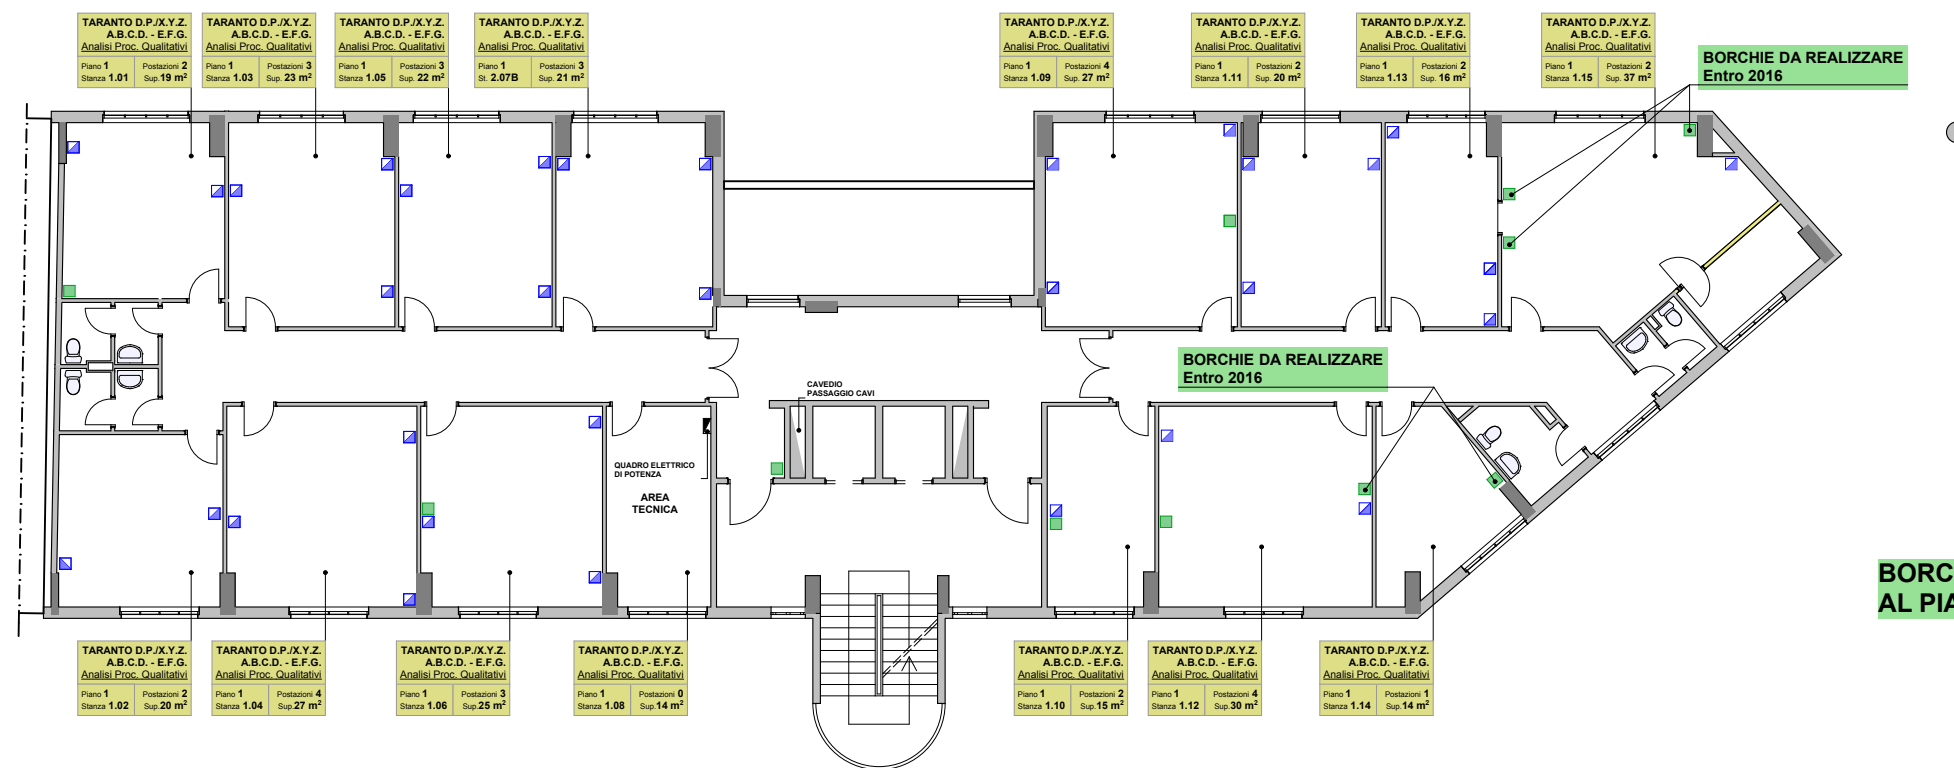 TARANTO D.P./X.Y.Z.
A.B.C.D. - E.F.G.
Analisi Proc. Qualitativi
Piano 1 Postazioni 2
Stanza 1.01 Sup. 19 m²
TARANTO D.P./X.Y.Z.
A.B.C.D. - E.F.G.
Analisi Proc. Qualitativi
Piano 1 Postazioni 3
Stanza 1.03 Sup. 23 m²
TARANTO D.P./X.Y.Z.
A.B.C.D. - E.F.G.
Analisi Proc. Qualitativi
Piano 1 Postazioni 3
Stanza 1.05 Sup. 22 m²
TARANTO D.P./X.Y.Z.
A.B.C.D. - E.F.G.
Analisi Proc. Qualitativi
Piano 1 Postazioni 3
St. 2.07B Sup. 21 m²
TARANTO D.P./X.Y.Z.
A.B.C.D. - E.F.G.
Analisi Proc. Qualitativi
Piano 1 Postazioni 4
Stanza 1.09 Sup. 27 m²
TARANTO D.P./X.Y.Z.
A.B.C.D. - E.F.G.
Analisi Proc. Qualitativi
Piano 1 Postazioni 2
Stanza 1.11 Sup. 20 m²
TARANTO D.P./X.Y.Z.
A.B.C.D. - E.F.G.
Analisi Proc. Qualitativi
Piano 1 Postazioni 2
Stanza 1.13 Sup. 16 m²
TARANTO D.P./X.Y.Z.
A.B.C.D. - E.F.G.
Analisi Proc. Qualitativi
Piano 1 Postazioni 2
Stanza 1.15 Sup. 37 m²
BORCHIE DA REALIZZARE
Entro 2016
BORCHIE DA REALIZZARE
Entro 2016
CAVEDIO
PASSAGGIO CAVI
QUADRO ELETTRICO
DI POTENZA
AREA
TECNICA
BORC
AL PIA
TARANTO D.P./X.Y.Z.
A.B.C.D. - E.F.G.
Analisi Proc. Qualitativi
Piano 1 Postazioni 2
Stanza 1.02 Sup. 20 m²
TARANTO D.P./X.Y.Z.
A.B.C.D. - E.F.G.
Analisi Proc. Qualitativi
Piano 1 Postazioni 4
Stanza 1.04 Sup. 27 m²
TARANTO D.P./X.Y.Z.
A.B.C.D. - E.F.G.
Analisi Proc. Qualitativi
Piano 1 Postazioni 3
Stanza 1.06 Sup. 25 m²
TARANTO D.P./X.Y.Z.
A.B.C.D. - E.F.G.
Analisi Proc. Qualitativi
Piano 1 Postazioni 0
Stanza 1.08 Sup. 14 m²
TARANTO D.P./X.Y.Z.
A.B.C.D. - E.F.G.
Analisi Proc. Qualitativi
Piano 1 Postazioni 2
Stanza 1.10 Sup. 15 m²
TARANTO D.P./X.Y.Z.
A.B.C.D. - E.F.G.
Analisi Proc. Qualitativi
Piano 1 Postazioni 4
Stanza 1.12 Sup. 30 m²
TARANTO D.P./X.Y.Z.
A.B.C.D. - E.F.G.
Analisi Proc. Qualitativi
Piano 1 Postazioni 1
Stanza 1.14 Sup. 14 m²